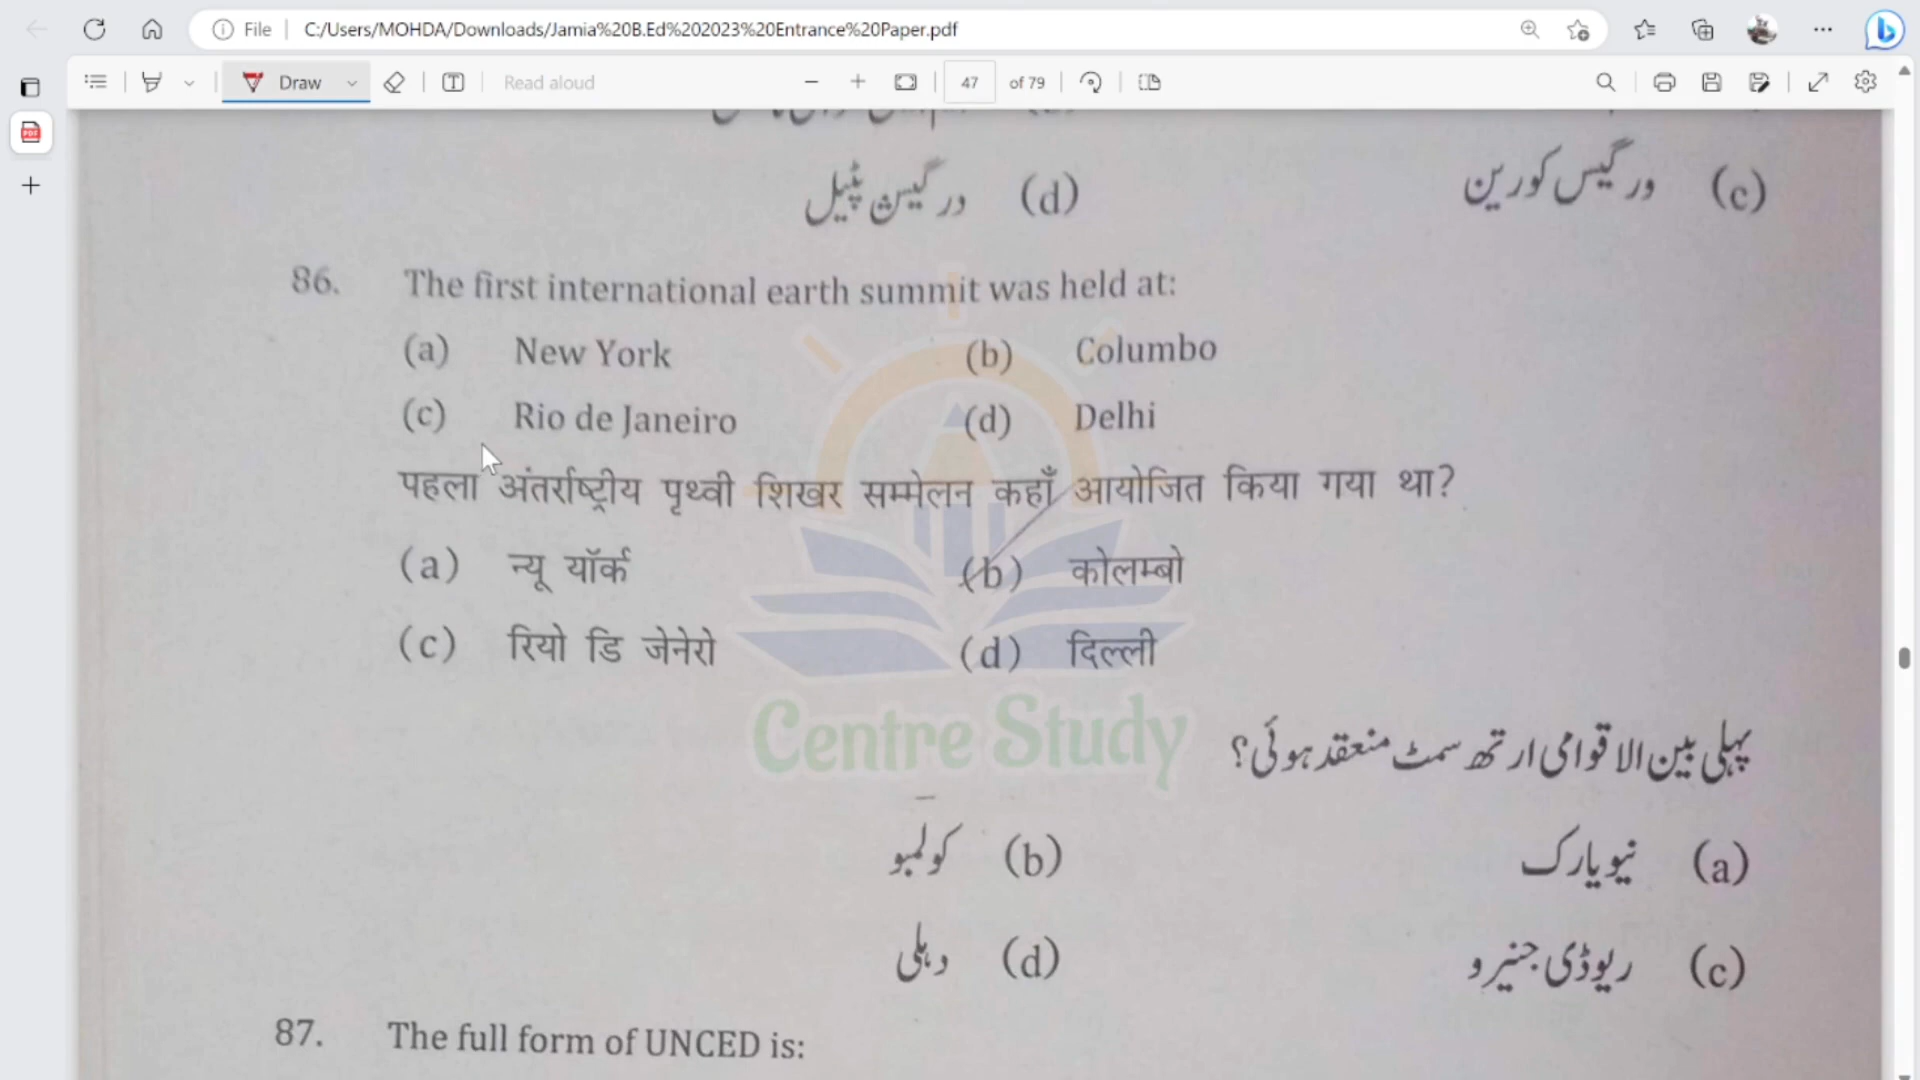 File C:/Users/MOHDA/Downloads/Jamia%20B.Ed%202023%20Entrance%20Paper.pdf
Draw Read aloud 47 of 79
(c) ورگیس کورین (d) ورگیس پٹیل
86. The first international earth summit was held at:
(a) New York (b) Columbo
(c) Rio de Janeiro (d) Delhi
पहला अंतर्राष्ट्रीय पृथ्वी शिखर सम्मेलन कहाँ आयोजित किया गया था?
(a) न्यू यॉर्क (b) कोलम्बो
(c) रियो डि जेनेरो (d) दिल्ली
Centre Study
پہلی بین الاقوامی ارتھ سمٹ منعقد ہوئی؟
(a) نیویارک (b) کولمبو
(c) ریوڈی جنیرو (d) دہلی
87. The full form of UNCED is: